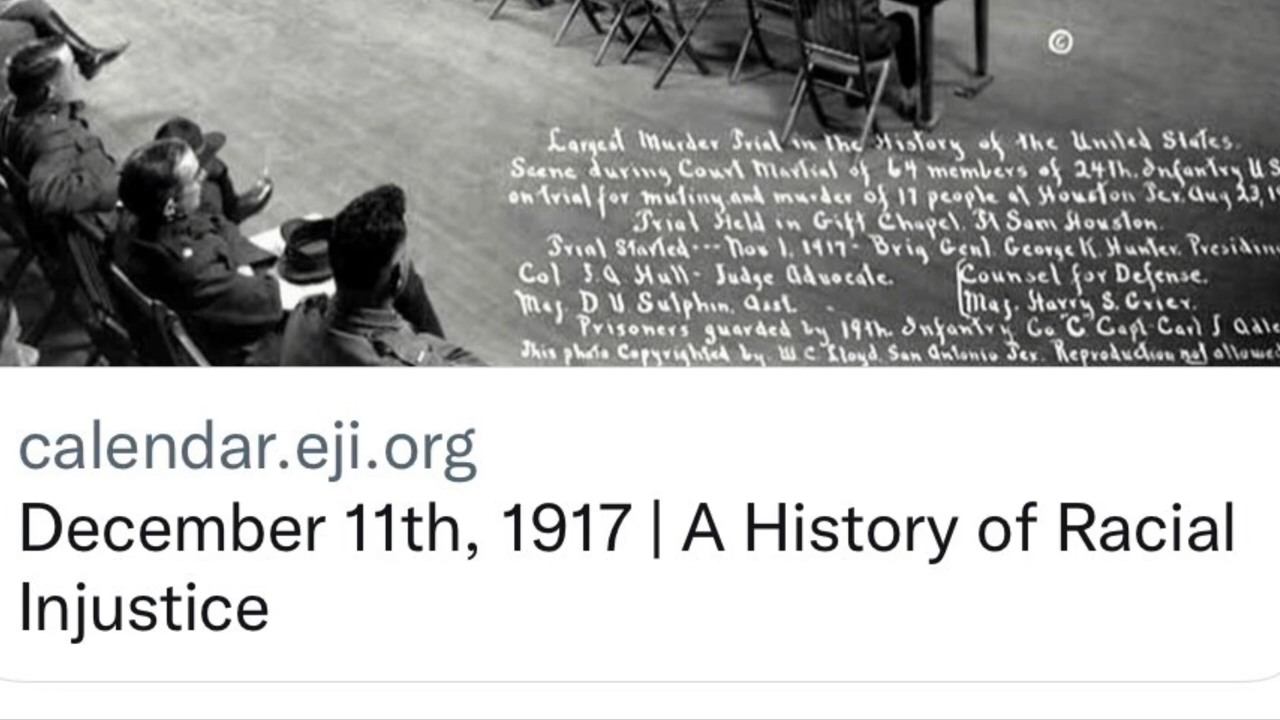 ©
Largest Murder Trial in the History of the United States.
Scene during Court Martial of 64 members of 24th. Infantry U S
on trial for mutiny and murder of 17 people at Houston Tex. Aug 23, 1
Trial Held in Gift Chapel. Ft Sam Houston.
Trial Started--- Nov 1, 1917- Brig Genl. George K. Hunter. Presidin
Col J.A. Hull- Judge Advocate. Counsel for Defense.
Maj. D V Sulphin. Asst. Maj. Harry S. Grier.
Prisoners guarded by 19th. Infantry Co "C" Capt Carl J Adle
This photo Copyrighted by. W C Lloyd. San Antonio Tex. Reproduction not allowed
calendar.eji.org
December 11th, 1917 | A History of Racial
Injustice